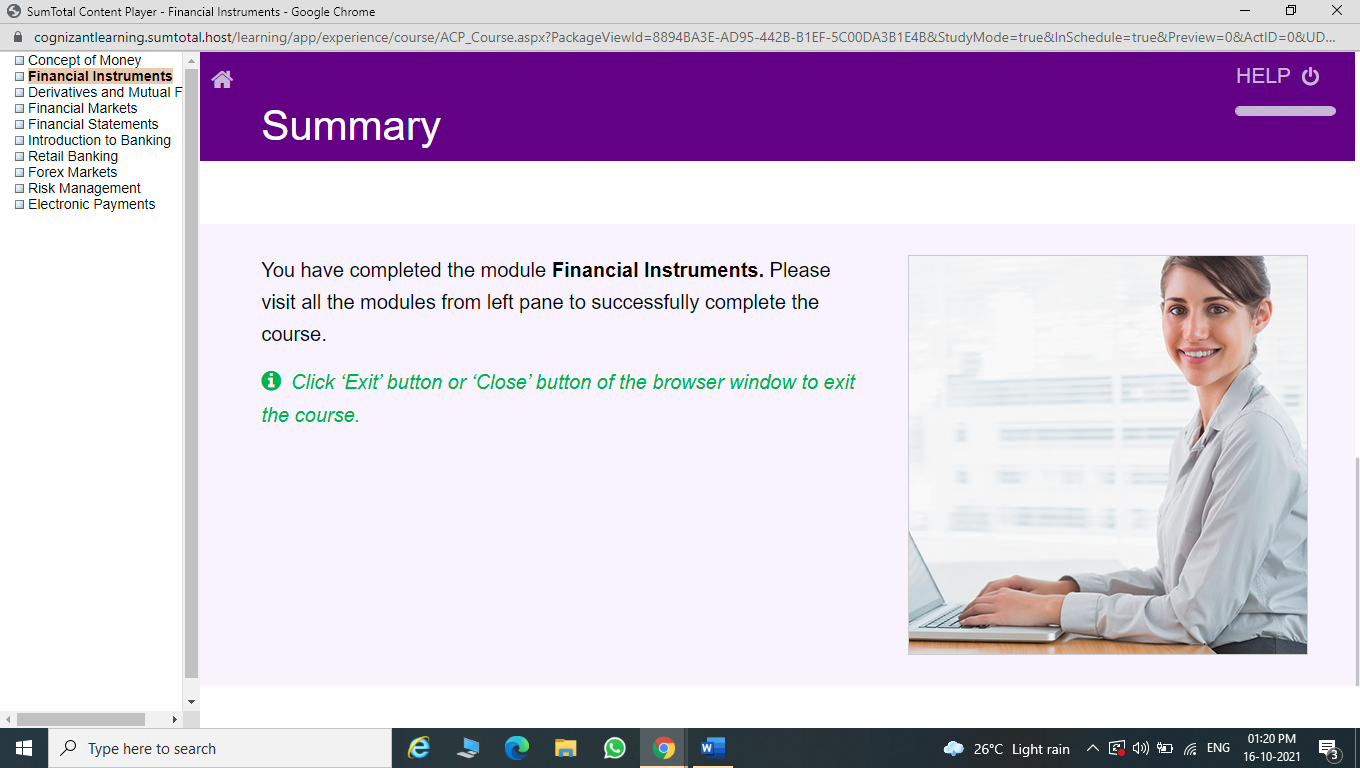 SumTotal Content Player - Financial Instruments - Google Chrome
cognizantlearning.sumtotal.host/learning/app/experience/course/ACP_Course.aspx?PackageViewId=8894BA3E-AD95-442B-B1EF-5C00DA3B1E4B&StudyMode=true&InSchedule=true&Preview=0&ActID=0&UD...
Concept of Money
Financial Instruments
Derivatives and Mutual F
Financial Markets
Financial Statements
Introduction to Banking
Retail Banking
Forex Markets
Risk Management
Electronic Payments
HELP
Summary
You have completed the module Financial Instruments. Please
visit all the modules from left pane to successfully complete the
course.
Click ‘Exit’ button or ‘Close’ button of the browser window to exit
the course.
Type here to search
26°C Light rain
ENG
01:20 PM
16-10-2021
3